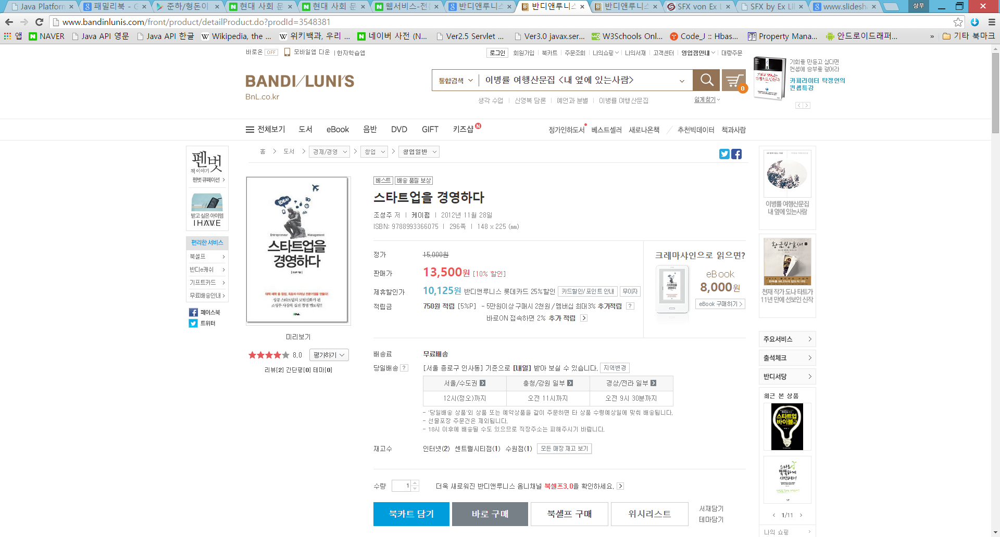 Java Platform
패밀리북 - G
준하/형돈이
현대 사회 문
현대 사회 문
웹서비스-전
반디앤루니스
반디앤루니스
반디앤루니스
SFX von Ex L
SFX by Ex Li
www.slidesh
상우
www.bandinlunis.com/front/product/detailProduct.do?prodId=3548381
앱 NAVER Java API 영문 Java API 한글 Wikipedia, the ... 위키백과, 우리 ... 네이버 사전 (N... Ver2.5 Servlet ... Ver3.0 javax.ser... W3Schools Onl... Code_J :: Hbas... Property Mana... 안드로이드래퍼... » 기타 북마크
바로온 OFF 모바일앱 다운 | 한자학습앱
로그인 회원가입 북카트 주문조회 나의쇼핑 나의서재 고객센터 영업점안내 대량주문
BANDI/LUNI'S
BnL.co.kr
통합검색 이병률 여행산문집 <내 옆에 있는사람>
0
생각 수업 신영복 담론 예언과 분별 이병률 여행산문집
쉽게찾기
기회를 만들고 싶다면
컨셉에 승부를 걸어라
카피라이터 탁정언의
컨셉특강
전체보기 도서 eBook 음반 DVD GIFT 키즈샵 N
정가인하도서 베스트셀러 새로나온책 / 추천빅데이터 책과사람
펜벗
책 이야기
펜벗 큐레이션 >
받고 싶은 아이템
I HAVE
편리한 서비스
북셀프
반디e캐쉬
기프트카드
무료배송안내
페이스북
트위터
홈 > 도서 > 경제/경영 > 창업 > 창업일반
IDEA!
Entrepreneur Management
스타트업을
경영하다
미리보기
8.0 평가하기
리뷰[2] 간단평[0] 테마[0]
베스트 배송 품질 보상
스타트업을 경영하다
조성주 저 | 케이펍 | 2012년 11월 28일
ISBN: 9788993366075 | 296쪽 | 148 x 225 (㎜)
정가 15,000원
판매가 13,500원 [10% 할인]
제휴할인가 10,125원 반디앤루니스 롯데카드 25%할인 카드할인/포인트 안내 무이자
적립금 750원 적립 [5%P] - 5만원이상 구매시 2천원 / 멤버십 최대3% 추가적립 ?
바로ON 접속하면 2% 추가 적립 >
크레마샤인으로 읽으면?
eBook
8,000원
eBook 구매하기 >
배송료 무료배송
당일배송 ? [서울 종로구 인사동] 기준으로 [내일] 받아 보실 수 있습니다. 지역변경
서울/수도권 충청/강원 일부 경상/전라 일부
12시(정오)까지 오전 11시까지 오전 9시 30분까지
- '당일배송 상품'외 상품 또는 예약상품을 같이 주문하면 타 상품 수령예상일에 맞춰 배송됩니다.
- 선물포장 주문건은 제외됩니다.
- 18시 이후에 배송될 수도 있으므로 직장주소는 피해주시기 바랍니다.
재고수 인터넷(2) 센트럴시티점(1) 수원점(1) 모든 매장 재고 보기
수량 1 더욱 새로워진 반디앤루니스 옴니채널 북셀프3.0을 확인하세요. >
북카트 담기 바로 구매 북셀프 구매 위시리스트
서재담기
테마담기
이병률 여행산문집
내 옆에 있는사람
황금방울새
천재 작가 도나 타트가
11년 만에 선보인 신작
주요서비스
출석체크
반디서당
최근 본 상품
스타트업
바이블2
스타트업
똑똑하게
시작하라!
< 1/11 >
나의 쇼핑